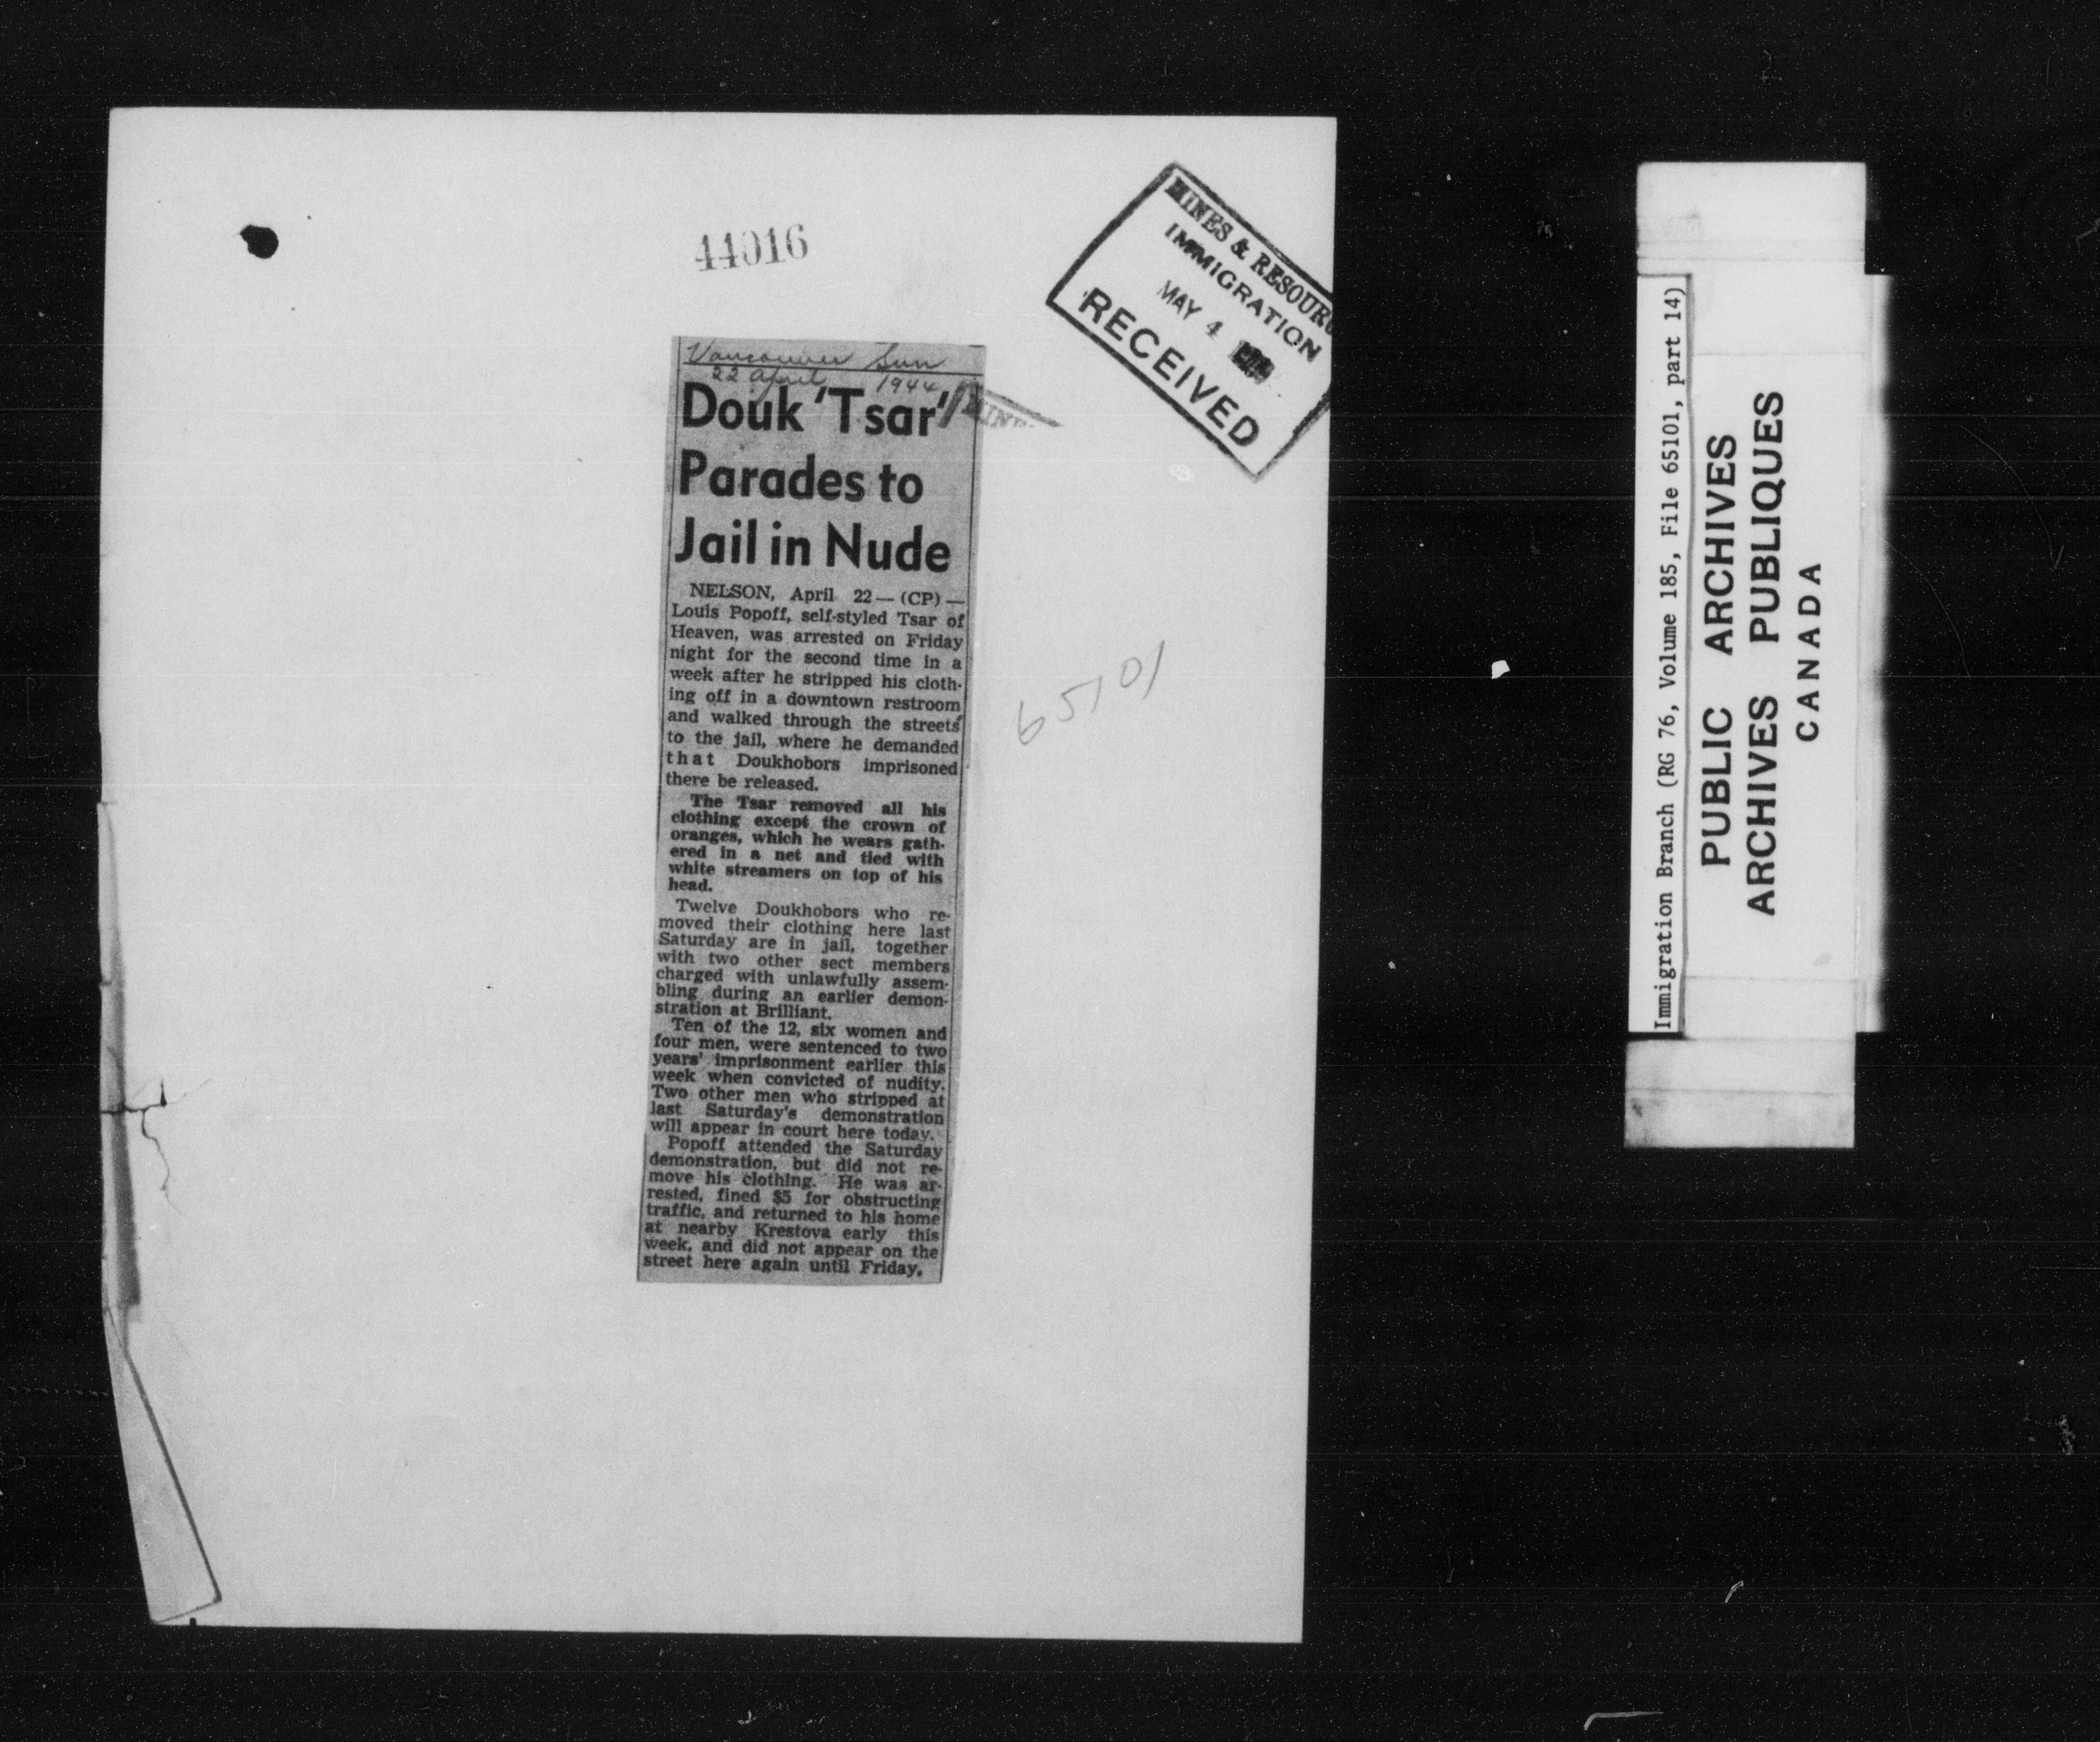 44016
MINES & RESOUR
IMMIGRATION
MAY 4
RECEIVED
Vancouver Sun
22 April 1944
Douk 'Tsar'
Parades to
Jail in Nude
NELSON, April 22 — (CP) —
Louis Popoff, self-styled Tsar of
Heaven, was arrested on Friday
night for the second time in a
week after he stripped his cloth-
ing off in a downtown restroom
and walked through the streets
to the jail, where he demanded
that Doukhobors imprisoned
there be released.
The Tsar removed all his
clothing except the crown of
oranges, which he wears gath-
ered in a net and tied with
white streamers on top of his
head.
Twelve Doukhobors who re-
moved their clothing here last
Saturday are in jail, together
with two other sect members
charged with unlawfully assem-
bling during an earlier demon-
stration at Brilliant.
Ten of the 12, six women and
four men, were sentenced to two
years' imprisonment earlier this
week when convicted of nudity.
Two other men who stripped at
last Saturday's demonstration
will appear in court here today.
Popoff attended the Saturday
demonstration, but did not re-
move his clothing. He was ar-
rested, fined $5 for obstructing
traffic, and returned to his home
at nearby Krestova early this
week, and did not appear on the
street here again until Friday.
65101
Immigration Branch (RG 76, Volume 185, File 65101, part 14)
PUBLIC ARCHIVES
ARCHIVES PUBLIQUES
CANADA